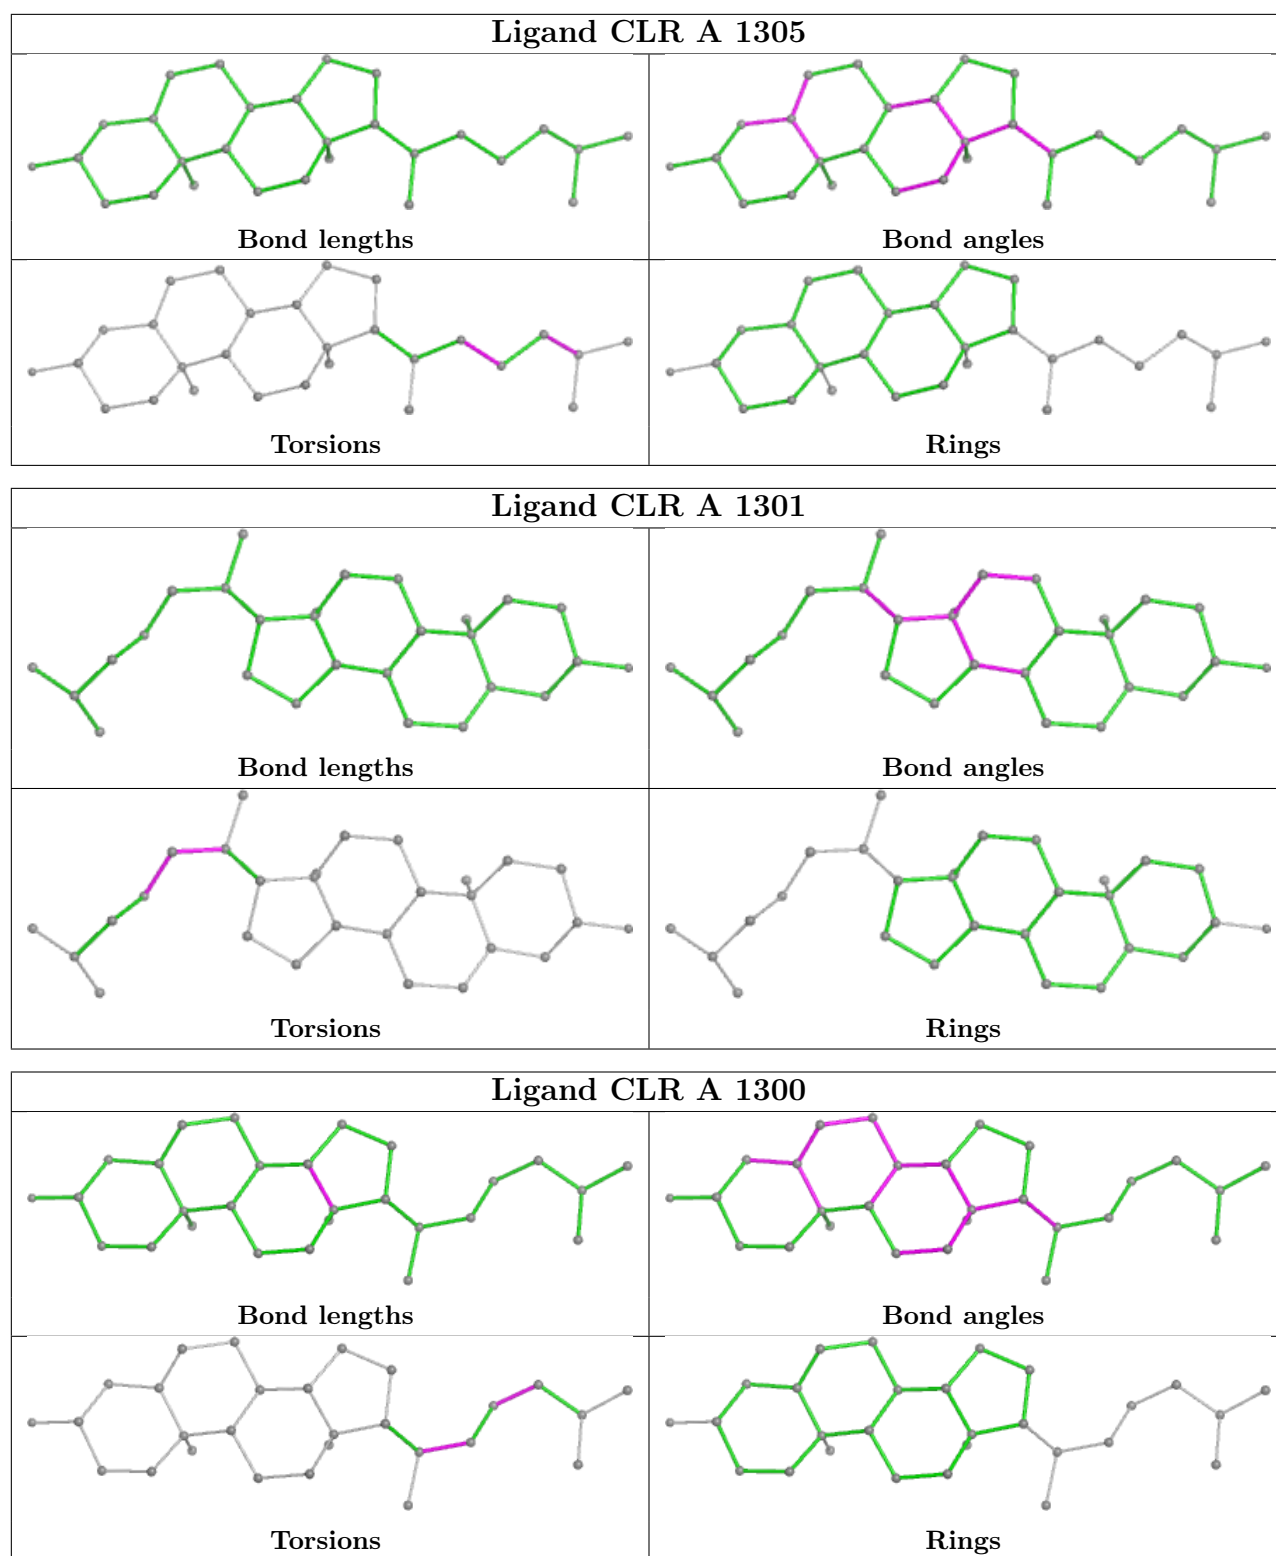 Ligand CLR A 1305
Bond lengths
Bond angles
Torsions
Rings
Ligand CLR A 1301
Bond lengths
Bond angles
Torsions
Rings
Ligand CLR A 1300
Bond lengths
Bond angles
Torsions
Rings